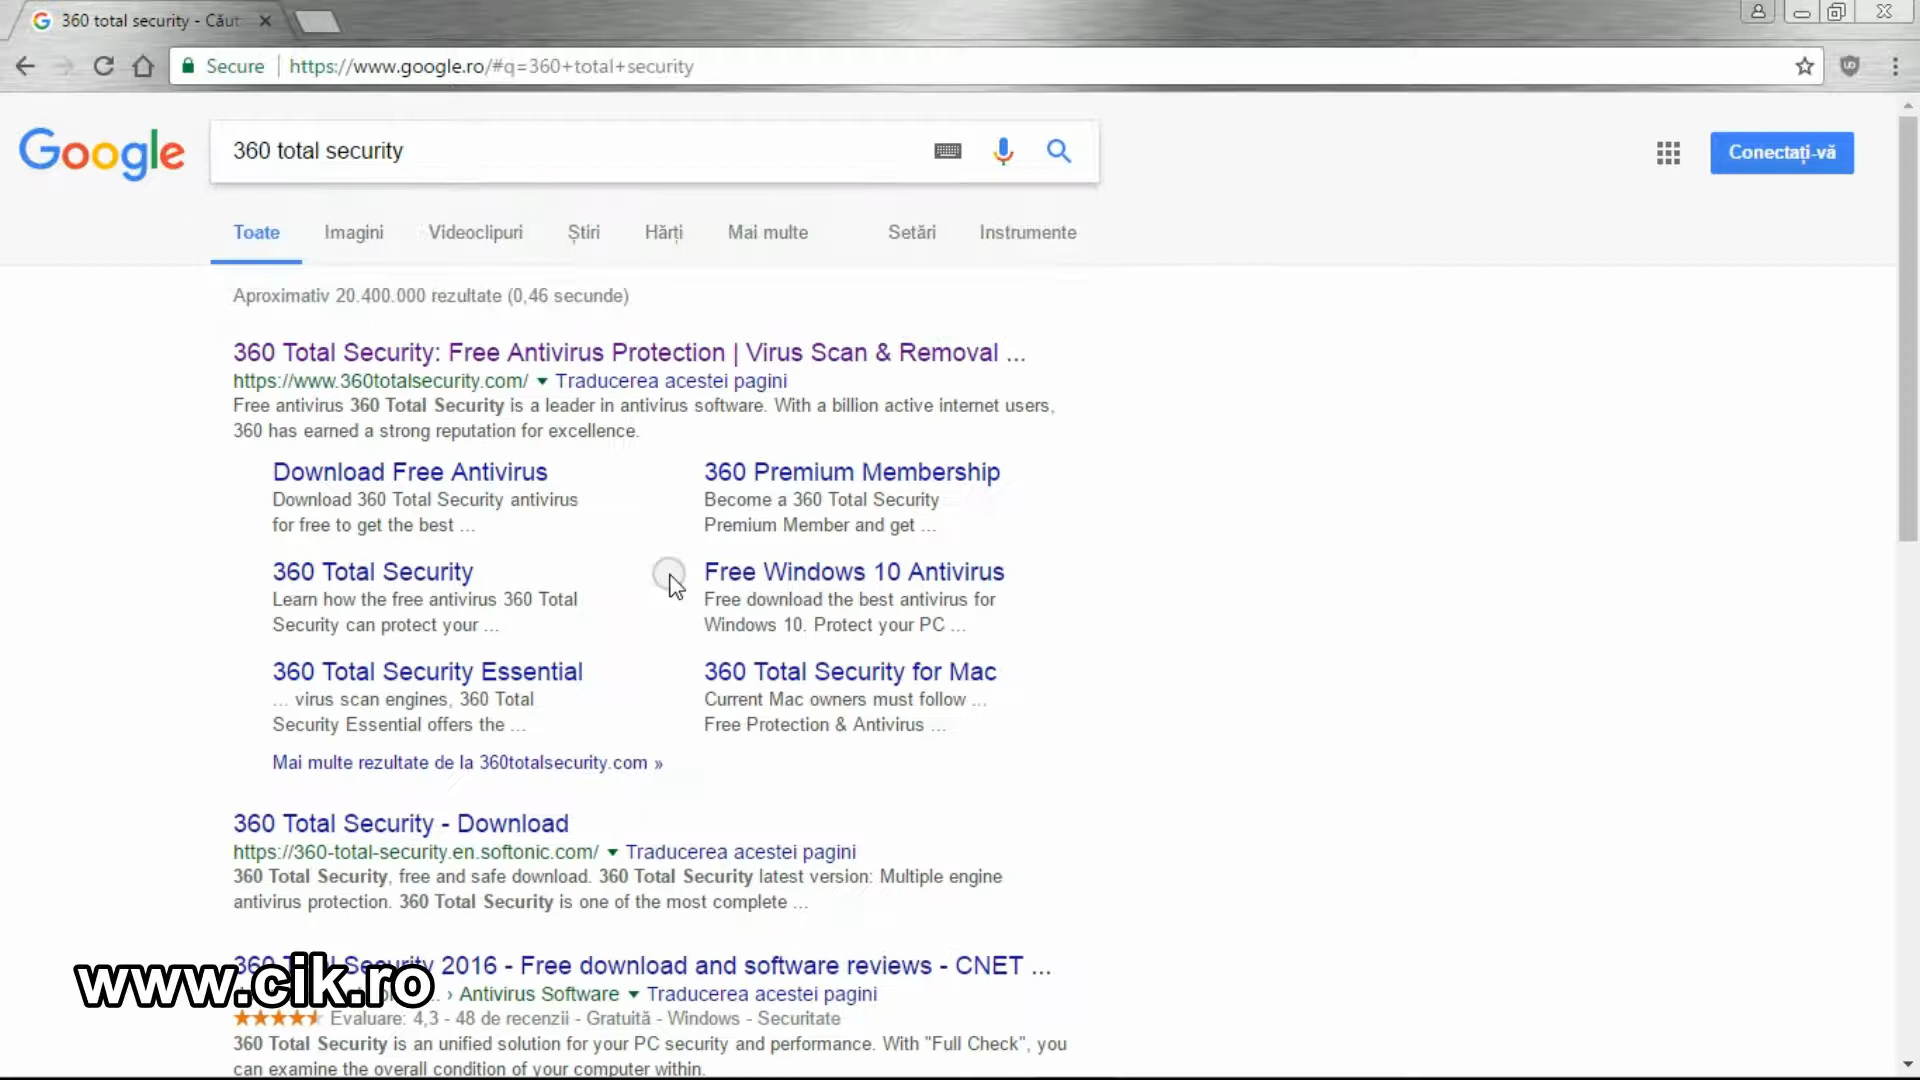 360 total security - Căut
Secure
https://www.google.ro/#q=360+total+security
Google
360 total security
Conectați-vă
Toate
Imagini
Videoclipuri
Știri
Hărți
Mai multe
Setări
Instrumente
Aproximativ 20.400.000 rezultate (0,46 secunde)
360 Total Security: Free Antivirus Protection | Virus Scan & Removal ...
https://www.360totalsecurity.com/ Traducerea acestei pagini
Free antivirus 360 Total Security is a leader in antivirus software. With a billion active internet users,
360 has earned a strong reputation for excellence.
Download Free Antivirus
Download 360 Total Security antivirus
for free to get the best ...
360 Premium Membership
Become a 360 Total Security
Premium Member and get ...
360 Total Security
Learn how the free antivirus 360 Total
Security can protect your ...
Free Windows 10 Antivirus
Free download the best antivirus for
Windows 10. Protect your PC ...
360 Total Security Essential
... virus scan engines, 360 Total
Security Essential offers the ...
360 Total Security for Mac
Current Mac owners must follow ...
Free Protection & Antivirus ...
Mai multe rezultate de la 360totalsecurity.com »
360 Total Security - Download
https://360-total-security.en.softonic.com/ Traducerea acestei pagini
360 Total Security, free and safe download. 360 Total Security latest version: Multiple engine
antivirus protection. 360 Total Security is one of the most complete ...
360 Total Security 2016 - Free download and software reviews - CNET ...
› Antivirus Software Traducerea acestei pagini
www.cik.ro
Evaluare: 4,3 - 48 de recenzii - Gratuită - Windows - Securitate
360 Total Security is an unified solution for your PC security and performance. With "Full Check", you
can examine the overall condition of your computer within.